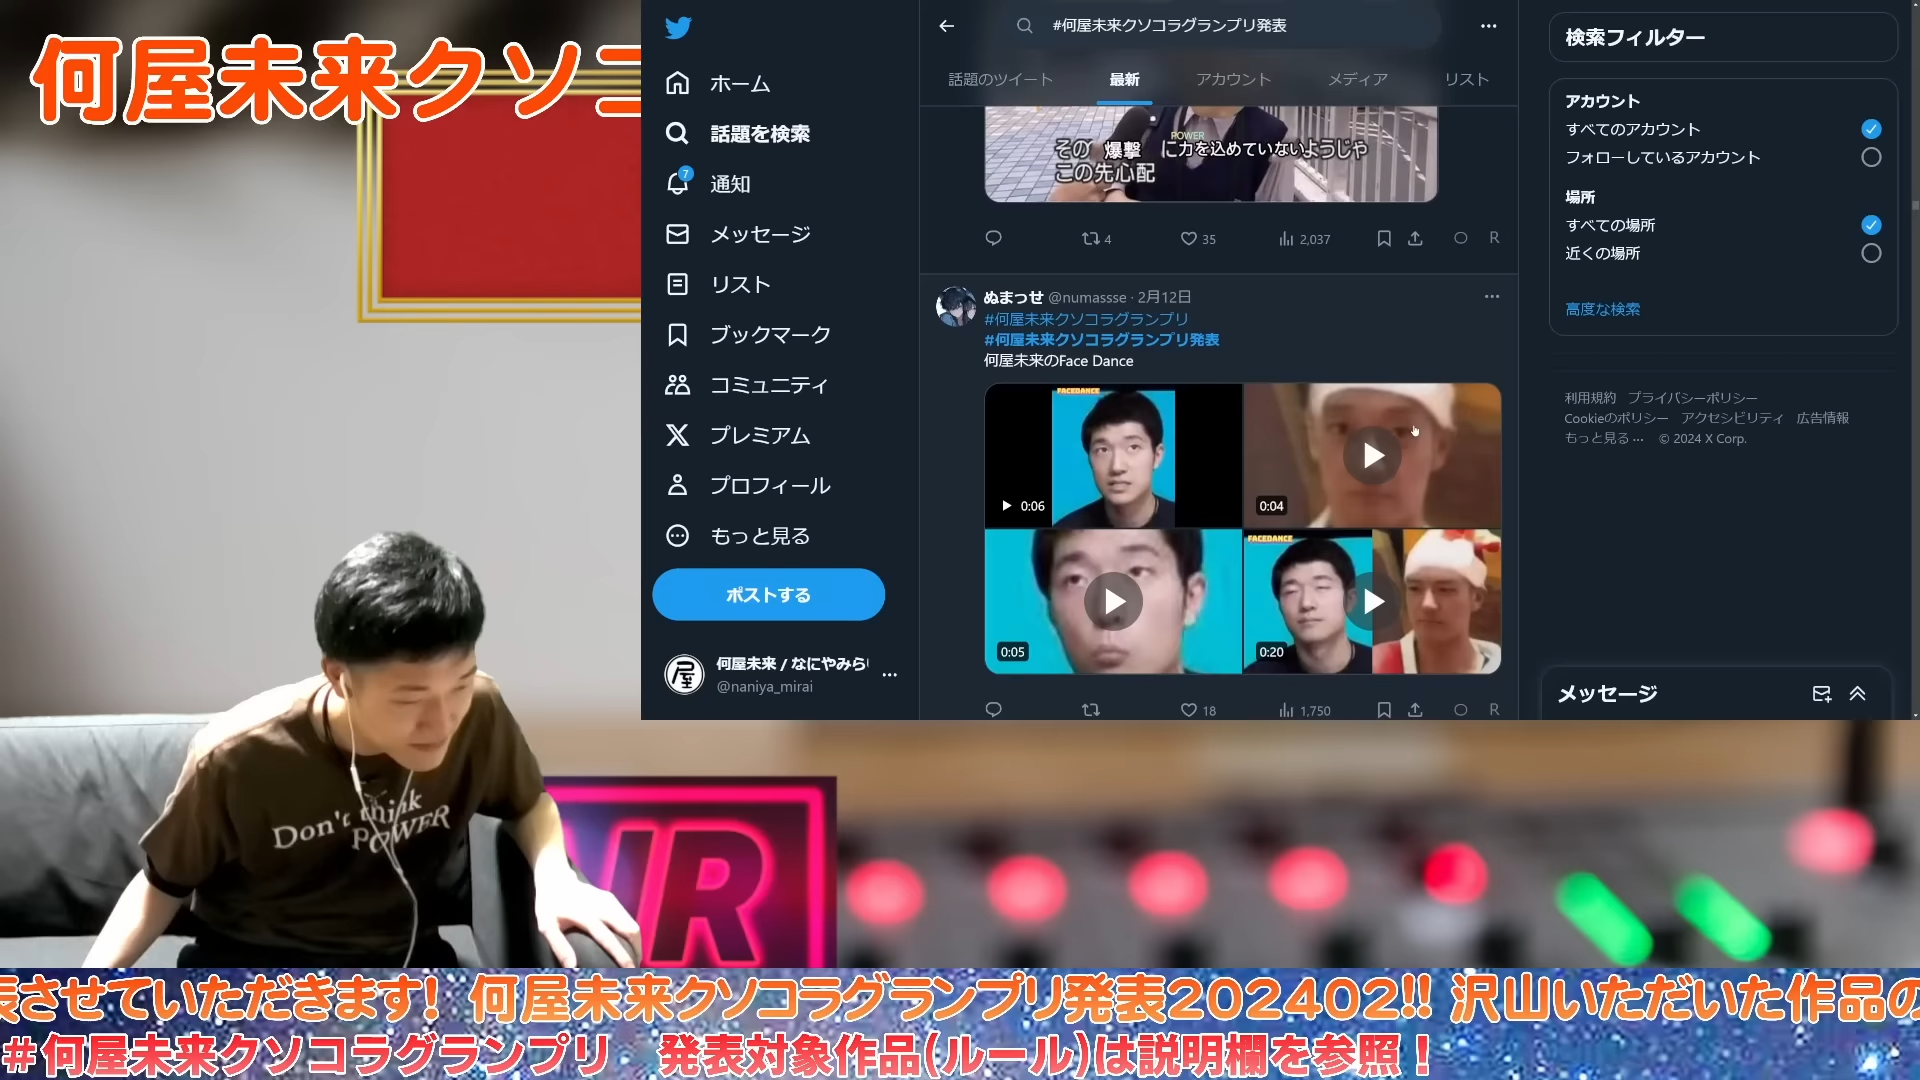 何屋未来クソコ
ホーム
話題を検索
7
通知
メッセージ
リスト
ブックマーク
コミュニティ
プレミアム
プロフィール
もっと見る
ポストする
何屋未来 / なにやみら
@naniya_mirai
#何屋未来クソコラグランプリ発表
話題のツイート 最新 アカウント メディア リスト
POWER
その 爆撃 に力を込めていないようじゃ
この先心配
4 35 2,037 R
ぬまっせ @numassse · 2月12日
#何屋未来クソコラグランプリ
#何屋未来クソコラグランプリ発表
何屋未来のFace Dance
FACEDANCE
0:06
0:04
0:05
FACEDANCE
0:20
18 1,750 R
検索フィルター
アカウント
すべてのアカウント
フォローしているアカウント
場所
すべての場所
近くの場所
高度な検索
利用規約 プライバシーポリシー
Cookieのポリシー アクセシビリティ 広告情報
もっと見る ··· © 2024 X Corp.
メッセージ
Don't think
POWER
VR
表させていただきます! 何屋未来クソコラグランプリ発表202402!! 沢山いただいた作品の
#何屋未来クソコラグランプリ 発表対象作品(ルール)は説明欄を参照!